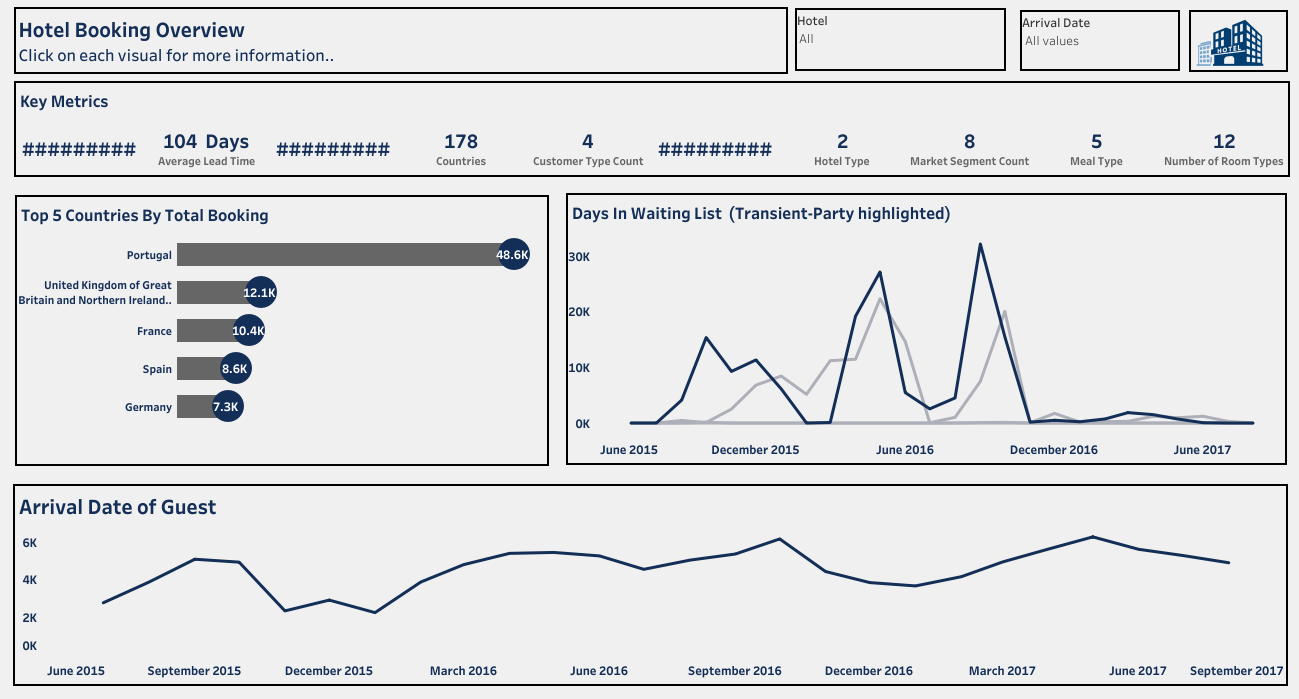 Hotel Booking Overview
Click on each visual for more information..
Hotel
All
Arrival Date
All values
HOTEL
Key Metrics
#########
104 Days
Average Lead Time
#########
178
Countries
4
Customer Type Count
#########
2
Hotel Type
8
Market Segment Count
5
Meal Type
12
Number of Room Types
Top 5 Countries By Total Booking
Portugal
48.6K
United Kingdom of Great
Britain and Northern Ireland..
12.1K
France
10.4K
Spain
8.6K
Germany
7.3K
Days In Waiting List (Transient-Party highlighted)
30K
20K
10K
0K
June 2015
December 2015
June 2016
December 2016
June 2017
Arrival Date of Guest
6K
4K
2K
0K
June 2015
September 2015
December 2015
March 2016
June 2016
September 2016
December 2016
March 2017
June 2017
September 2017